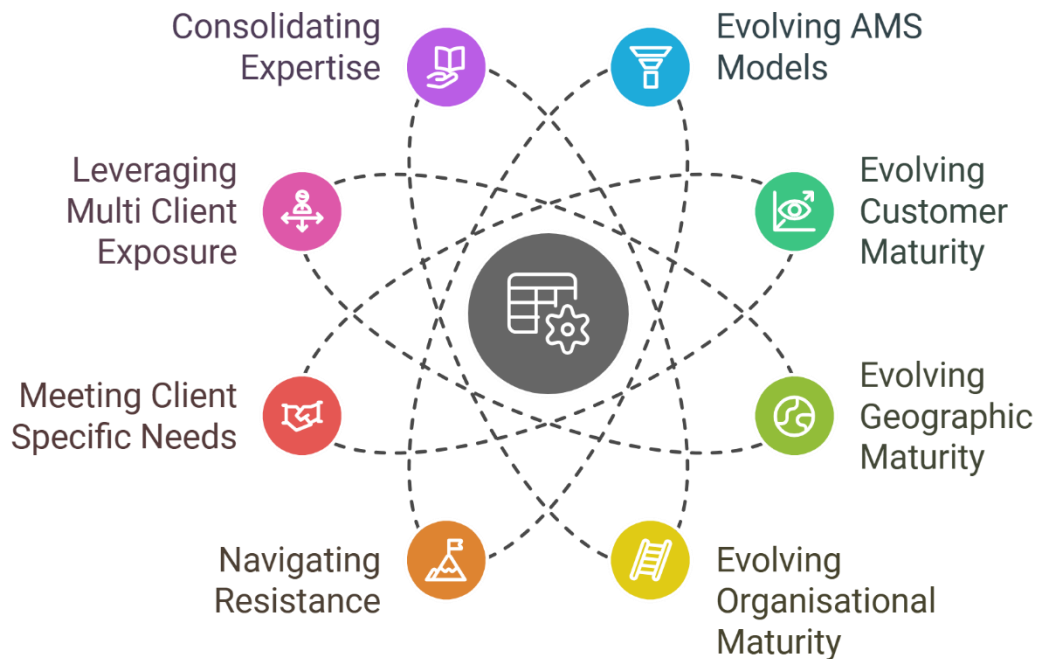 Consolidating
Expertise
Evolving AMS
Models
Leveraging
Multi Client
Exposure
Evolving
Customer
Maturity
Meeting Client
Specific Needs
Evolving
Geographic
Maturity
Navigating
Resistance
Evolving
Organisational
Maturity